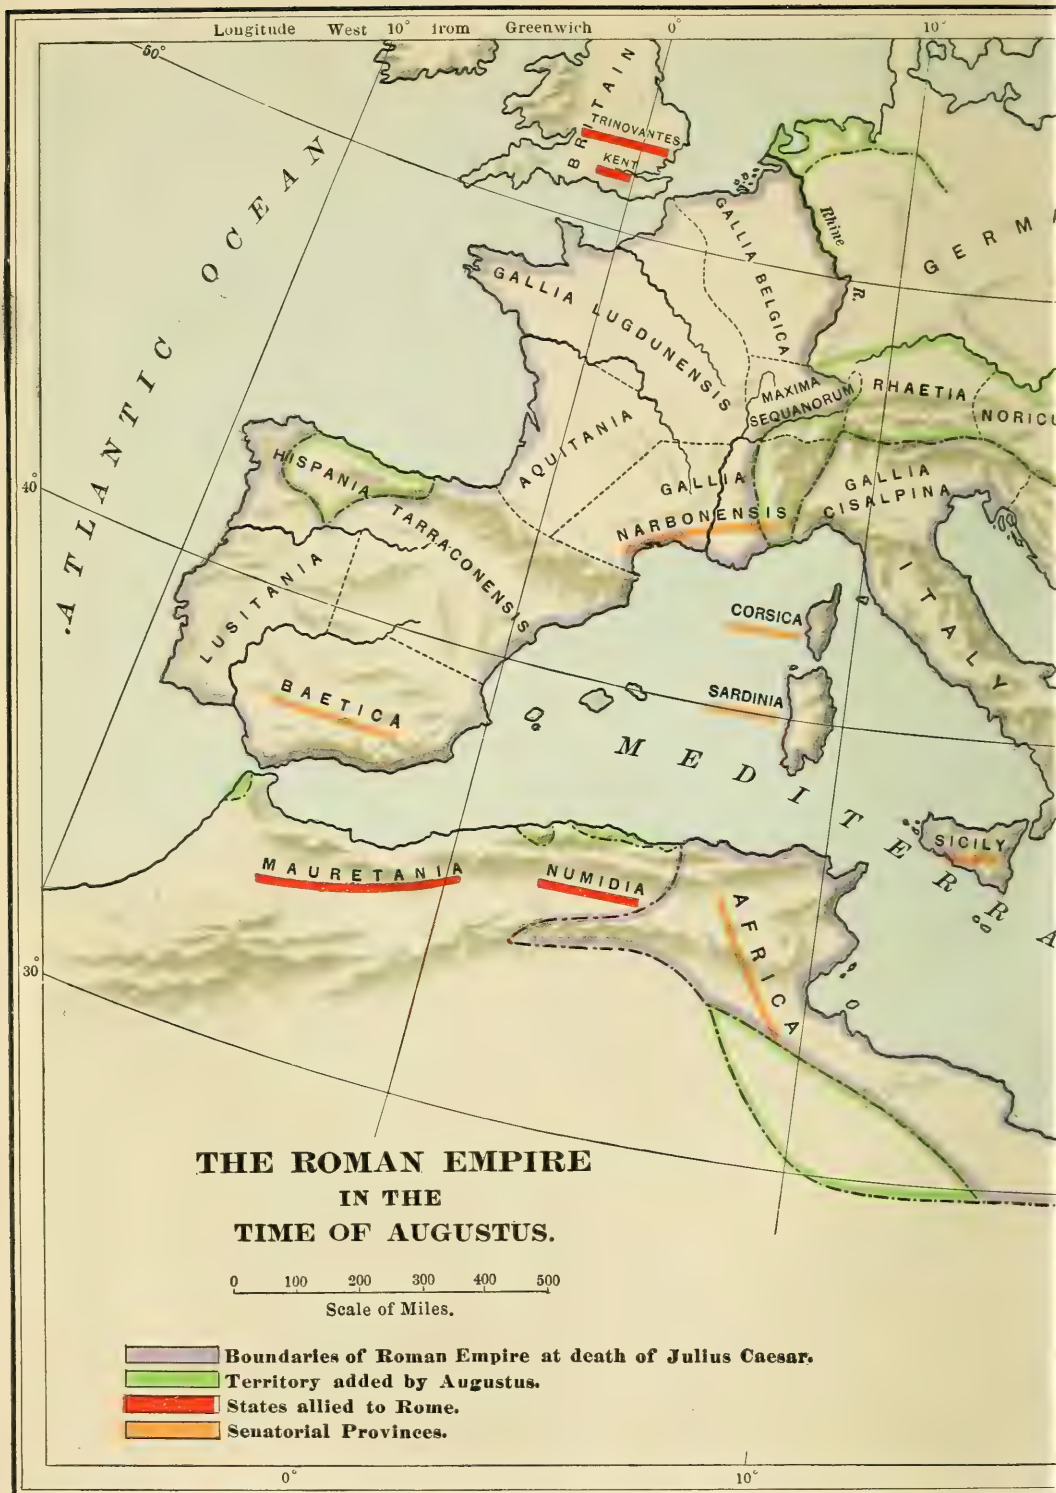 Longitude West 10° from Greenwich 0° 10°
50°
BRITAIN
TRINOVANTES
KENT
ATLANTIC OCEAN
Rhine R.
GERMA
GALLIA BELGICA
GALLIA LUGDUNENSIS
MAXIMA
SEQUANORUM
RHAETIA
NORICU
AQUITANIA
HISPANIA
TARRACONENSIS
GALLIA
NARBONENSIS
GALLIA
CISALPINA
40°
LUSITANIA
ITALY
CORSICA
BAETICA
SARDINIA
MEDITERRA
SICILY
MAURETANIA
NUMIDIA
AFRICA
30°
THE ROMAN EMPIRE
IN THE
TIME OF AUGUSTUS.
0 100 200 300 400 500
Scale of Miles.
Boundaries of Roman Empire at death of Julius Caesar.
Territory added by Augustus.
States allied to Rome.
Senatorial Provinces.
0° 10°